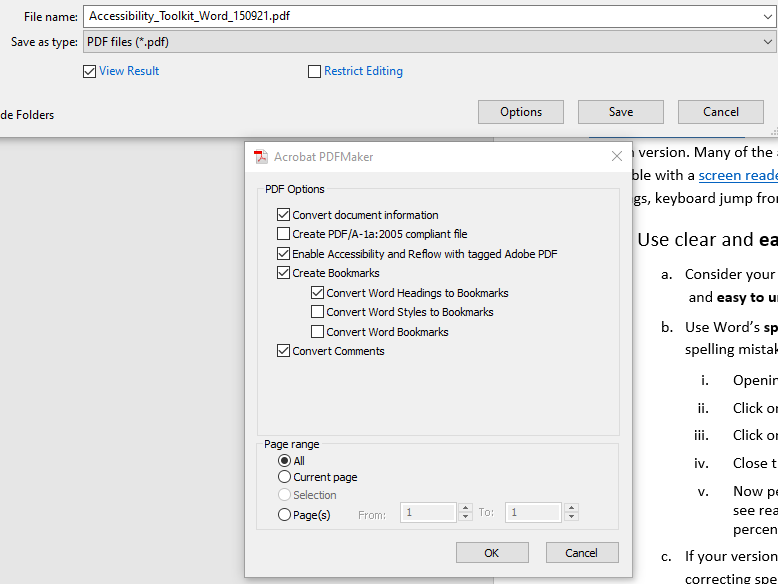 File name: Accessibility_Toolkit_Word_150921.pdf
Save as type: PDF files (*.pdf)
View Result Restrict Editing
de Folders Options Save Cancel
Acrobat PDFMaker
PDF Options
Convert document information
Create PDF/A-1a:2005 compliant file
Enable Accessibility and Reflow with tagged Adobe PDF
Create Bookmarks
Convert Word Headings to Bookmarks
Convert Word Styles to Bookmarks
Convert Word Bookmarks
Convert Comments
Page range
All
Current page
Selection
Page(s) From: 1 To: 1
OK Cancel
version. Many of the
ble with a screen reade
gs, keyboard jump fro
Use clear and ea
a. Consider your
and easy to u
b. Use Word's sp
spelling mista
i. Openin
ii. Click o
iii. Click o
iv. Close t
v. Now pe
see rea
percen
c. If your version
correcting spe